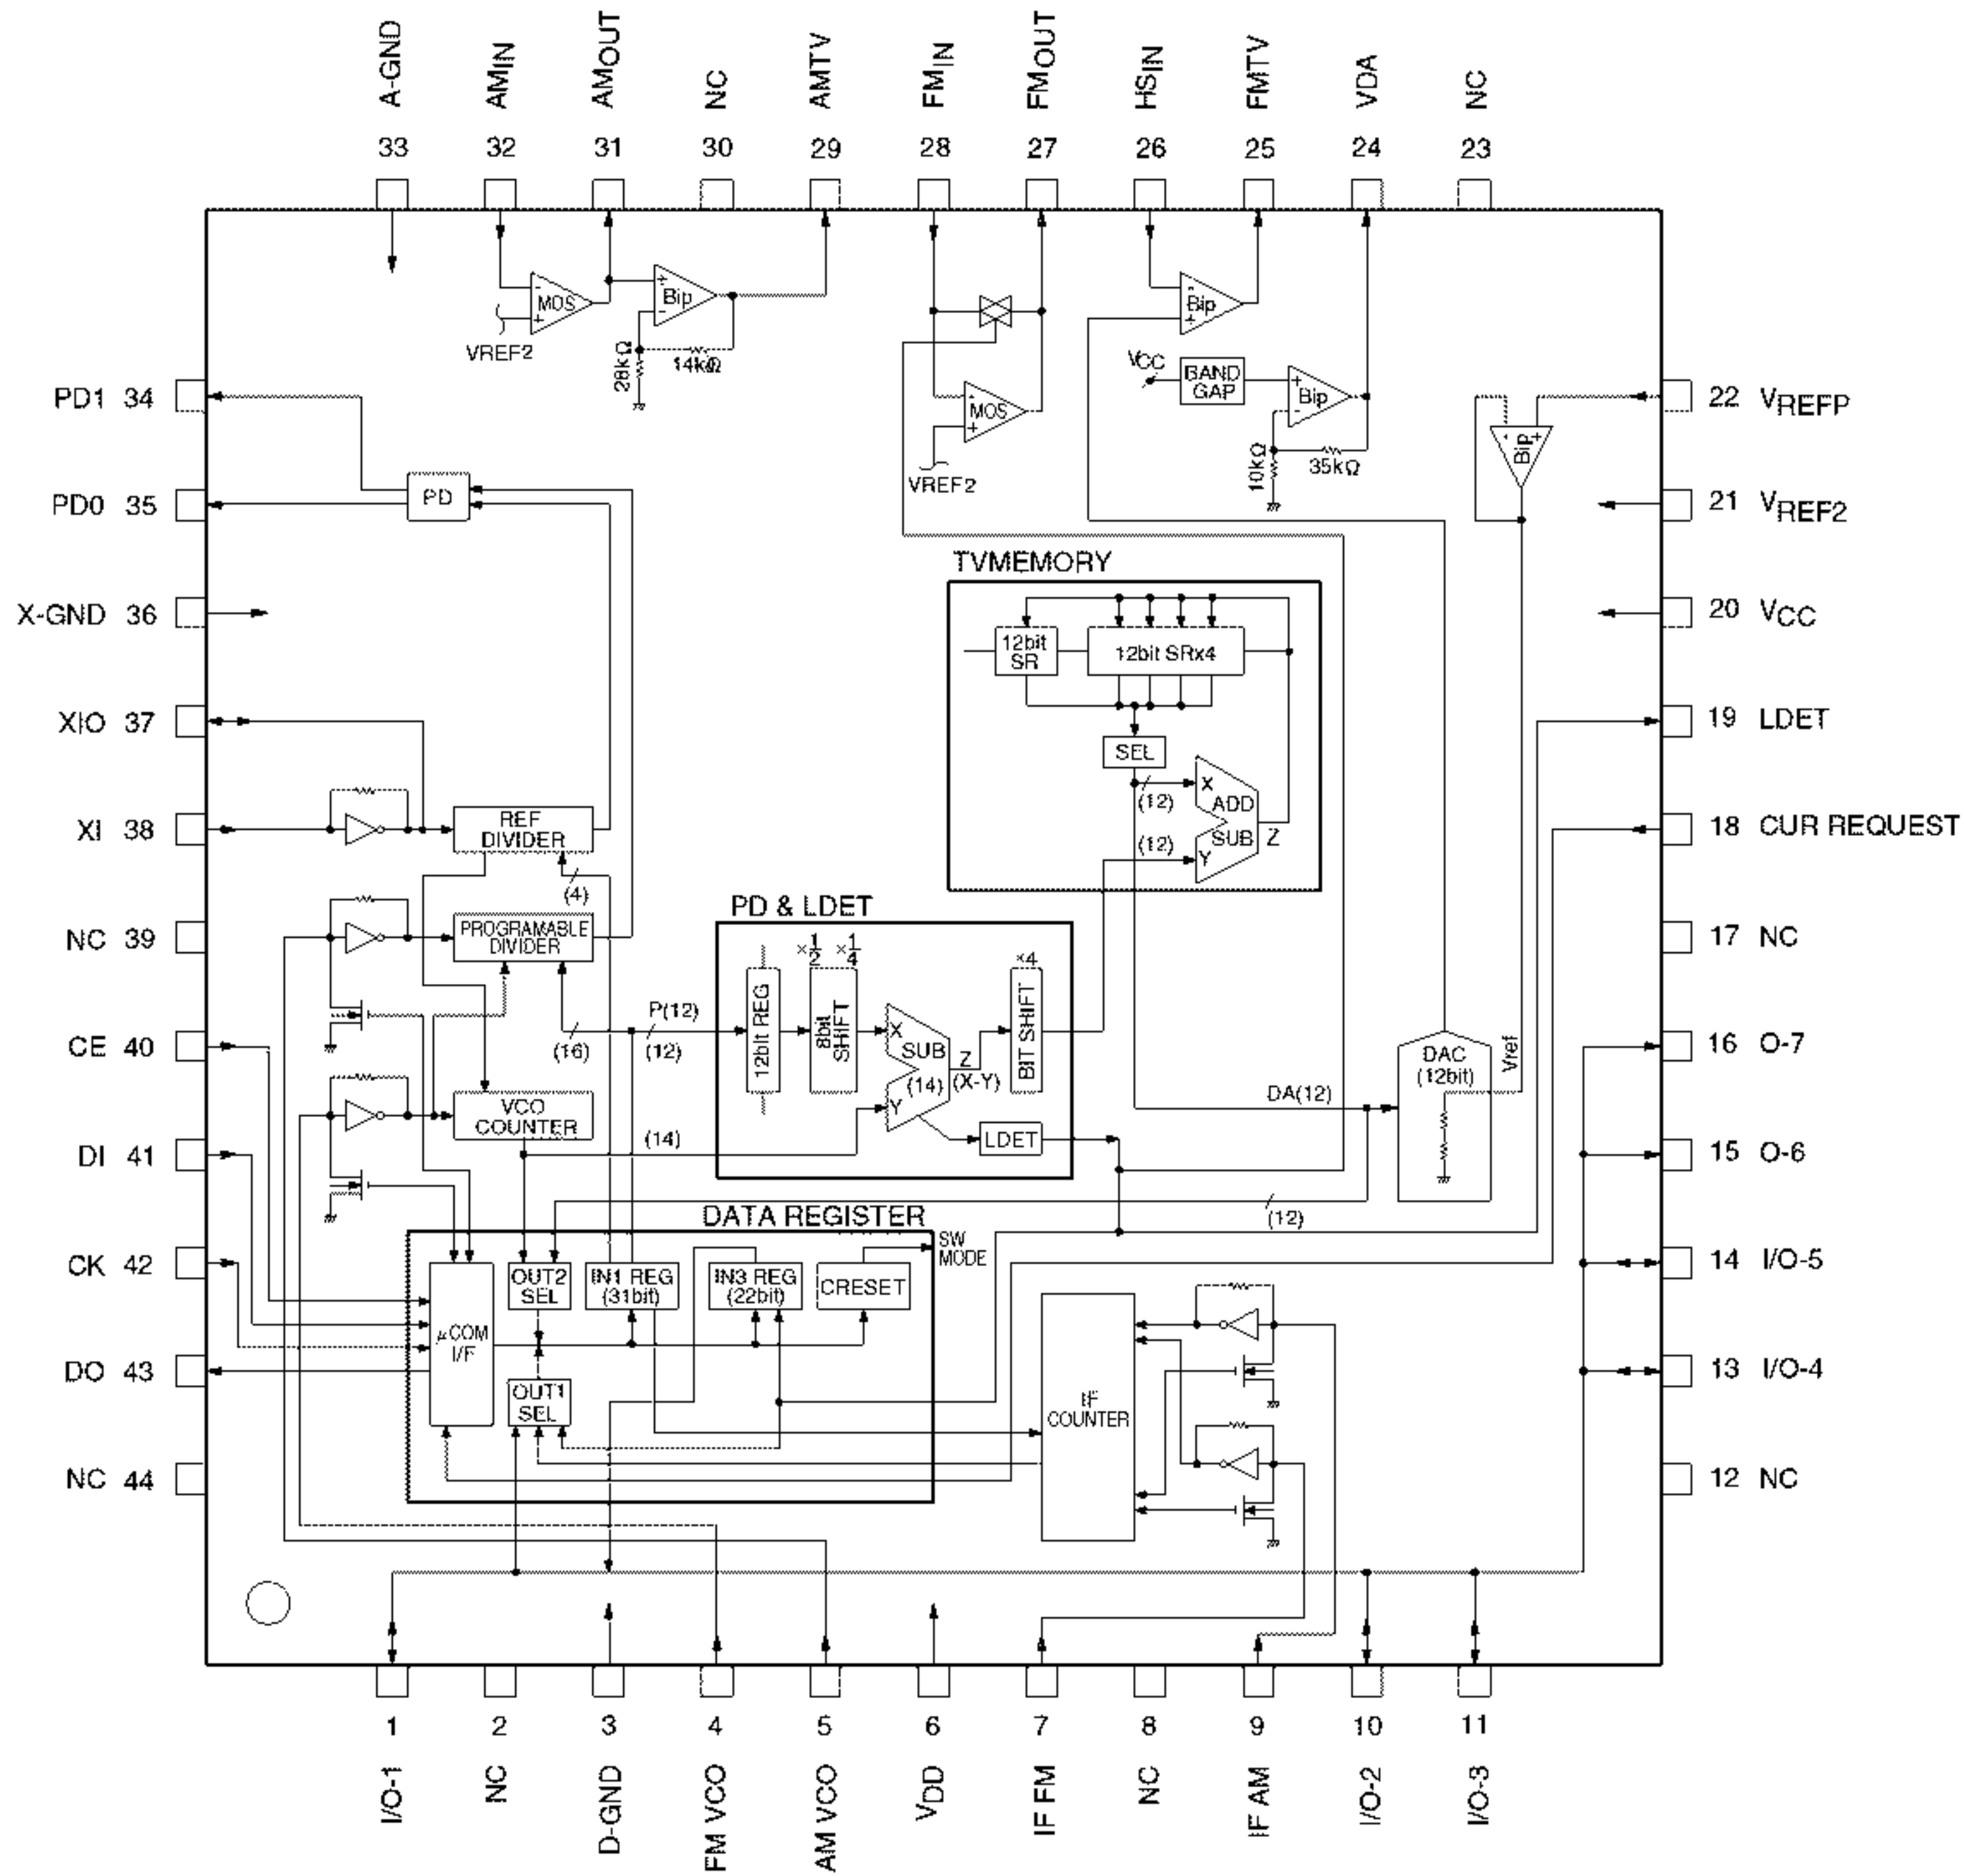 A-GND
AMIN
AMOUT
NC
AMTV
FMIN
FMOUT
HSIN
FMTV
VDA
NC
33
32
31
30
29
28
27
26
25
24
23
MOS
-
+
VREF2
Bip
+
-
28kΩ
14kΩ
MOS
-
+
VREF2
Bip
-
+
VCC
BAND
GAP
Bip
+
-
10kΩ
35kΩ
Bip
-
+
PD1 34
PD0 35
X-GND 36
XIO 37
XI 38
NC 39
CE 40
DI 41
CK 42
DO 43
NC 44
22 VREFP
21 VREF2
20 VCC
19 LDET
18 CUR REQUEST
17 NC
16 O-7
15 O-6
14 I/O-5
13 I/O-4
12 NC
PD
TVMEMORY
12bit
SR
12bit SRx4
SEL
(12)
(12)
X
ADD
SUB
Y
Z
REF
DIVIDER
(4)
PROGRAMABLE
DIVIDER
(16)
P(12)
(12)
VCO
COUNTER
(14)
PD & LDET
×1/2 ×1/4
×4
12bit REG
8bit
SHIFT
X
SUB
(14)
Y
Z
(X-Y)
BIT SHIFT
LDET
DA(12)
DAC
(12bit)
Vref
(12)
DATA REGISTER
SW
MODE
μCOM
I/F
OUT2
SEL
IN1 REG
(31bit)
IN3 REG
(22bit)
CRESET
OUT1
SEL
IF
COUNTER
1
2
3
4
5
6
7
8
9
10
11
I/O-1
NC
D-GND
FM VCO
AM VCO
VDD
IF FM
NC
IF AM
I/O-2
I/O-3